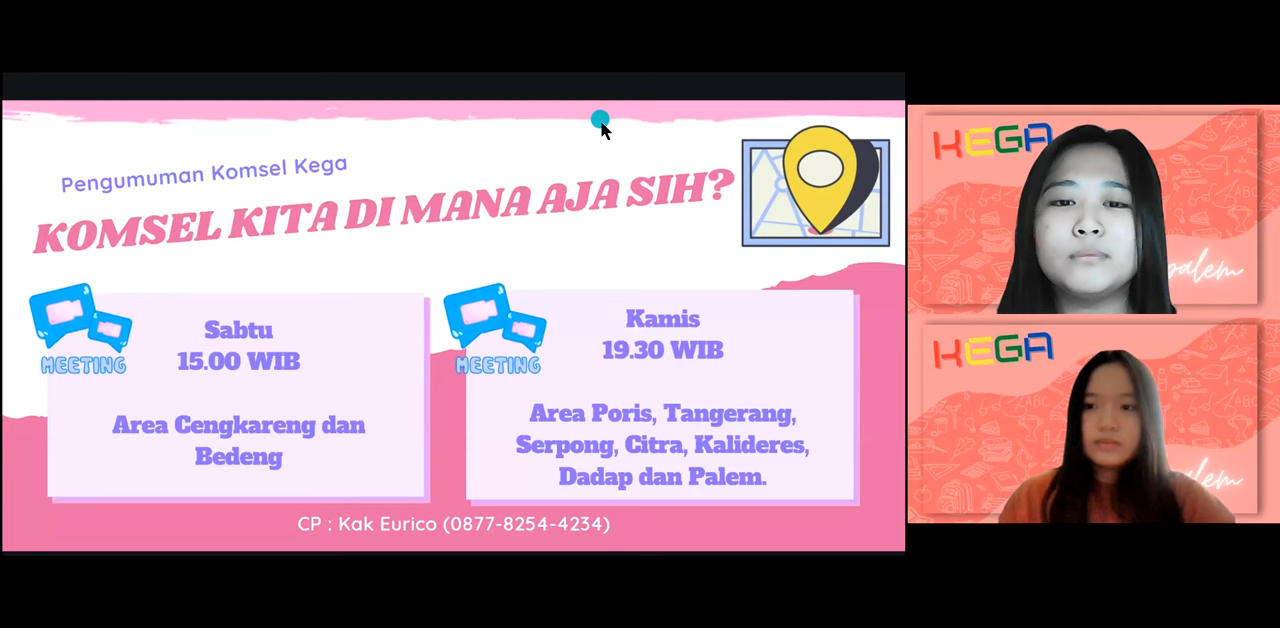 Pengumuman Komsel Kega
KOMSEL KITA DI MANA AJA SIH?
MEETING
Sabtu
15.00 WIB
Area Cengkareng dan
Bedeng
MEETING
Kamis
19.30 WIB
Area Poris, Tangerang,
Serpong, Citra, Kalideres,
Dadap dan Palem.
CP : Kak Eurico (0877-8254-4234)
KEGA
palem
KEGA
palem